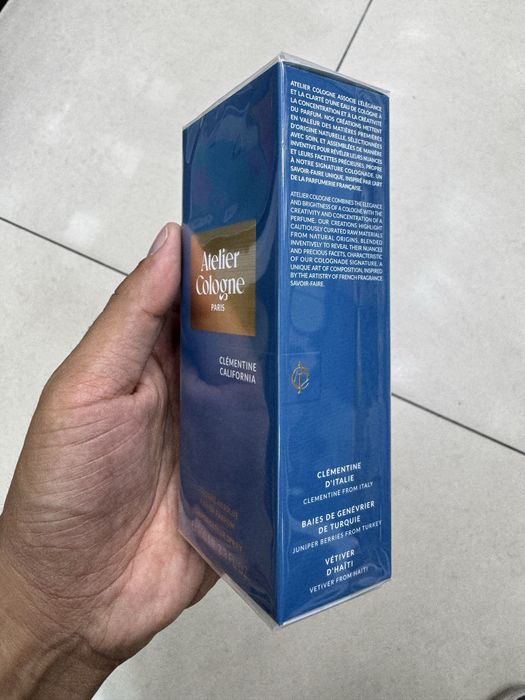 Atelier
Cologne
PARIS
CLÉMENTINE
CALIFORNIA
ATELIER COLOGNE ASSOCIE L'ÉLÉGANCE
ET LA CLARTÉ D'UNE EAU DE COLOGNE À
LA CONCENTRATION ET À LA CRÉATIVITÉ
DU PARFUM. NOS CRÉATIONS METTENT
EN VALEUR DES MATIÈRES PREMIÈRES
D'ORIGINE NATURELLE, SÉLECTIONNÉES
AVEC SOIN, ET ASSEMBLÉES DE MANIÈRE
INVENTIVE POUR RÉVÉLER LEURS NUANCES
ET LEURS FACETTES PRÉCIEUSES, PROPRE
À NOTRE SIGNATURE COLOGNADE, UN
SAVOIR-FAIRE UNIQUE, INSPIRÉ PAR L'ART
DE LA PARFUMERIE FRANÇAISE.
ATELIER COLOGNE COMBINES THE ELEGANCE
AND BRIGHTNESS OF A COLOGNE WITH THE
CREATIVITY AND CONCENTRATION OF A
PERFUME. OUR CREATIONS HIGHLIGHT
CAUTIOUSLY CURATED RAW MATERIALS
FROM NATURAL ORIGINS, BLENDED
INVENTIVELY TO REVEAL THEIR NUANCES
AND PRECIOUS FACETS, CHARACTERISTIC
OF OUR COLOGNADE SIGNATURE, A
UNIQUE ART OF COMPOSITION, INSPIRED
BY THE ARTISTRY OF FRENCH FRAGRANCE
SAVOIR-FAIRE.
CLÉMENTINE
D'ITALIE
CLEMENTINE FROM ITALY
BAIES DE GENÉVRIER
DE TURQUIE
JUNIPER BERRIES FROM TURKEY
VÉTIVER
D'HAÏTI
VETIVER FROM HAITI